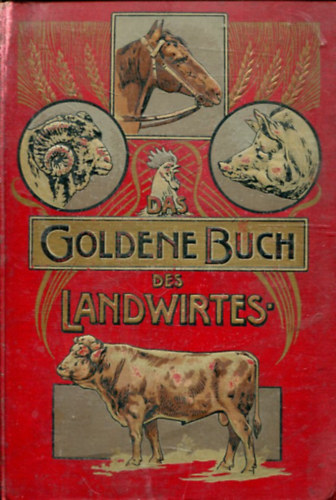 DAS
GOLDENE BUCH
DES
LANDWIRTES·